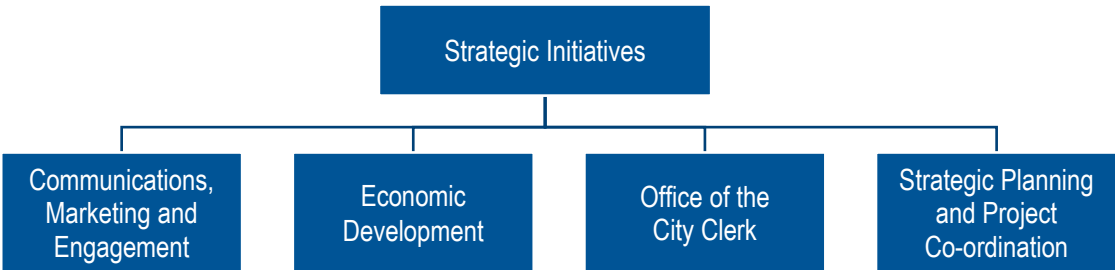 Strategic Initiatives
Communications,
Marketing and
Engagement
Economic
Development
Office of the
City Clerk
Strategic Planning
and Project
Co-ordination